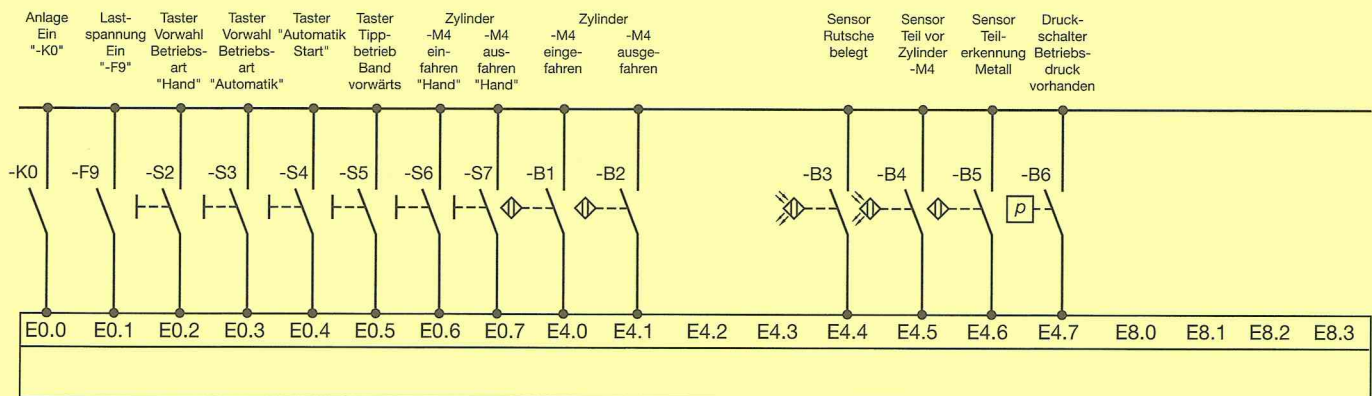 Anlage
Ein
"-K0"
Last-
spannung
Ein
"-F9"
Taster
Vorwahl
Betriebs-
art
"Hand"
Taster
Vorwahl
Betriebs-
art
"Automatik"
Taster
"Automatik
Start"
Taster
Tipp-
betrieb
Band
vorwärts
Zylinder
-M4
ein-
fahren
"Hand"
-M4
aus-
fahren
"Hand"
Zylinder
-M4
einge-
fahren
-M4
ausge-
fahren
Sensor
Rutsche
belegt
Sensor
Teil vor
Zylinder
-M4
Sensor
Teil-
erkennung
Metall
Druck-
schalter
Betriebs-
druck
vorhanden
-K0 -F9 -S2 -S3 -S4 -S5 -S6 -S7 -B1 -B2 -B3 -B4 -B5 -B6
p
E0.0 E0.1 E0.2 E0.3 E0.4 E0.5 E0.6 E0.7 E4.0 E4.1 E4.2 E4.3 E4.4 E4.5 E4.6 E4.7 E8.0 E8.1 E8.2 E8.3